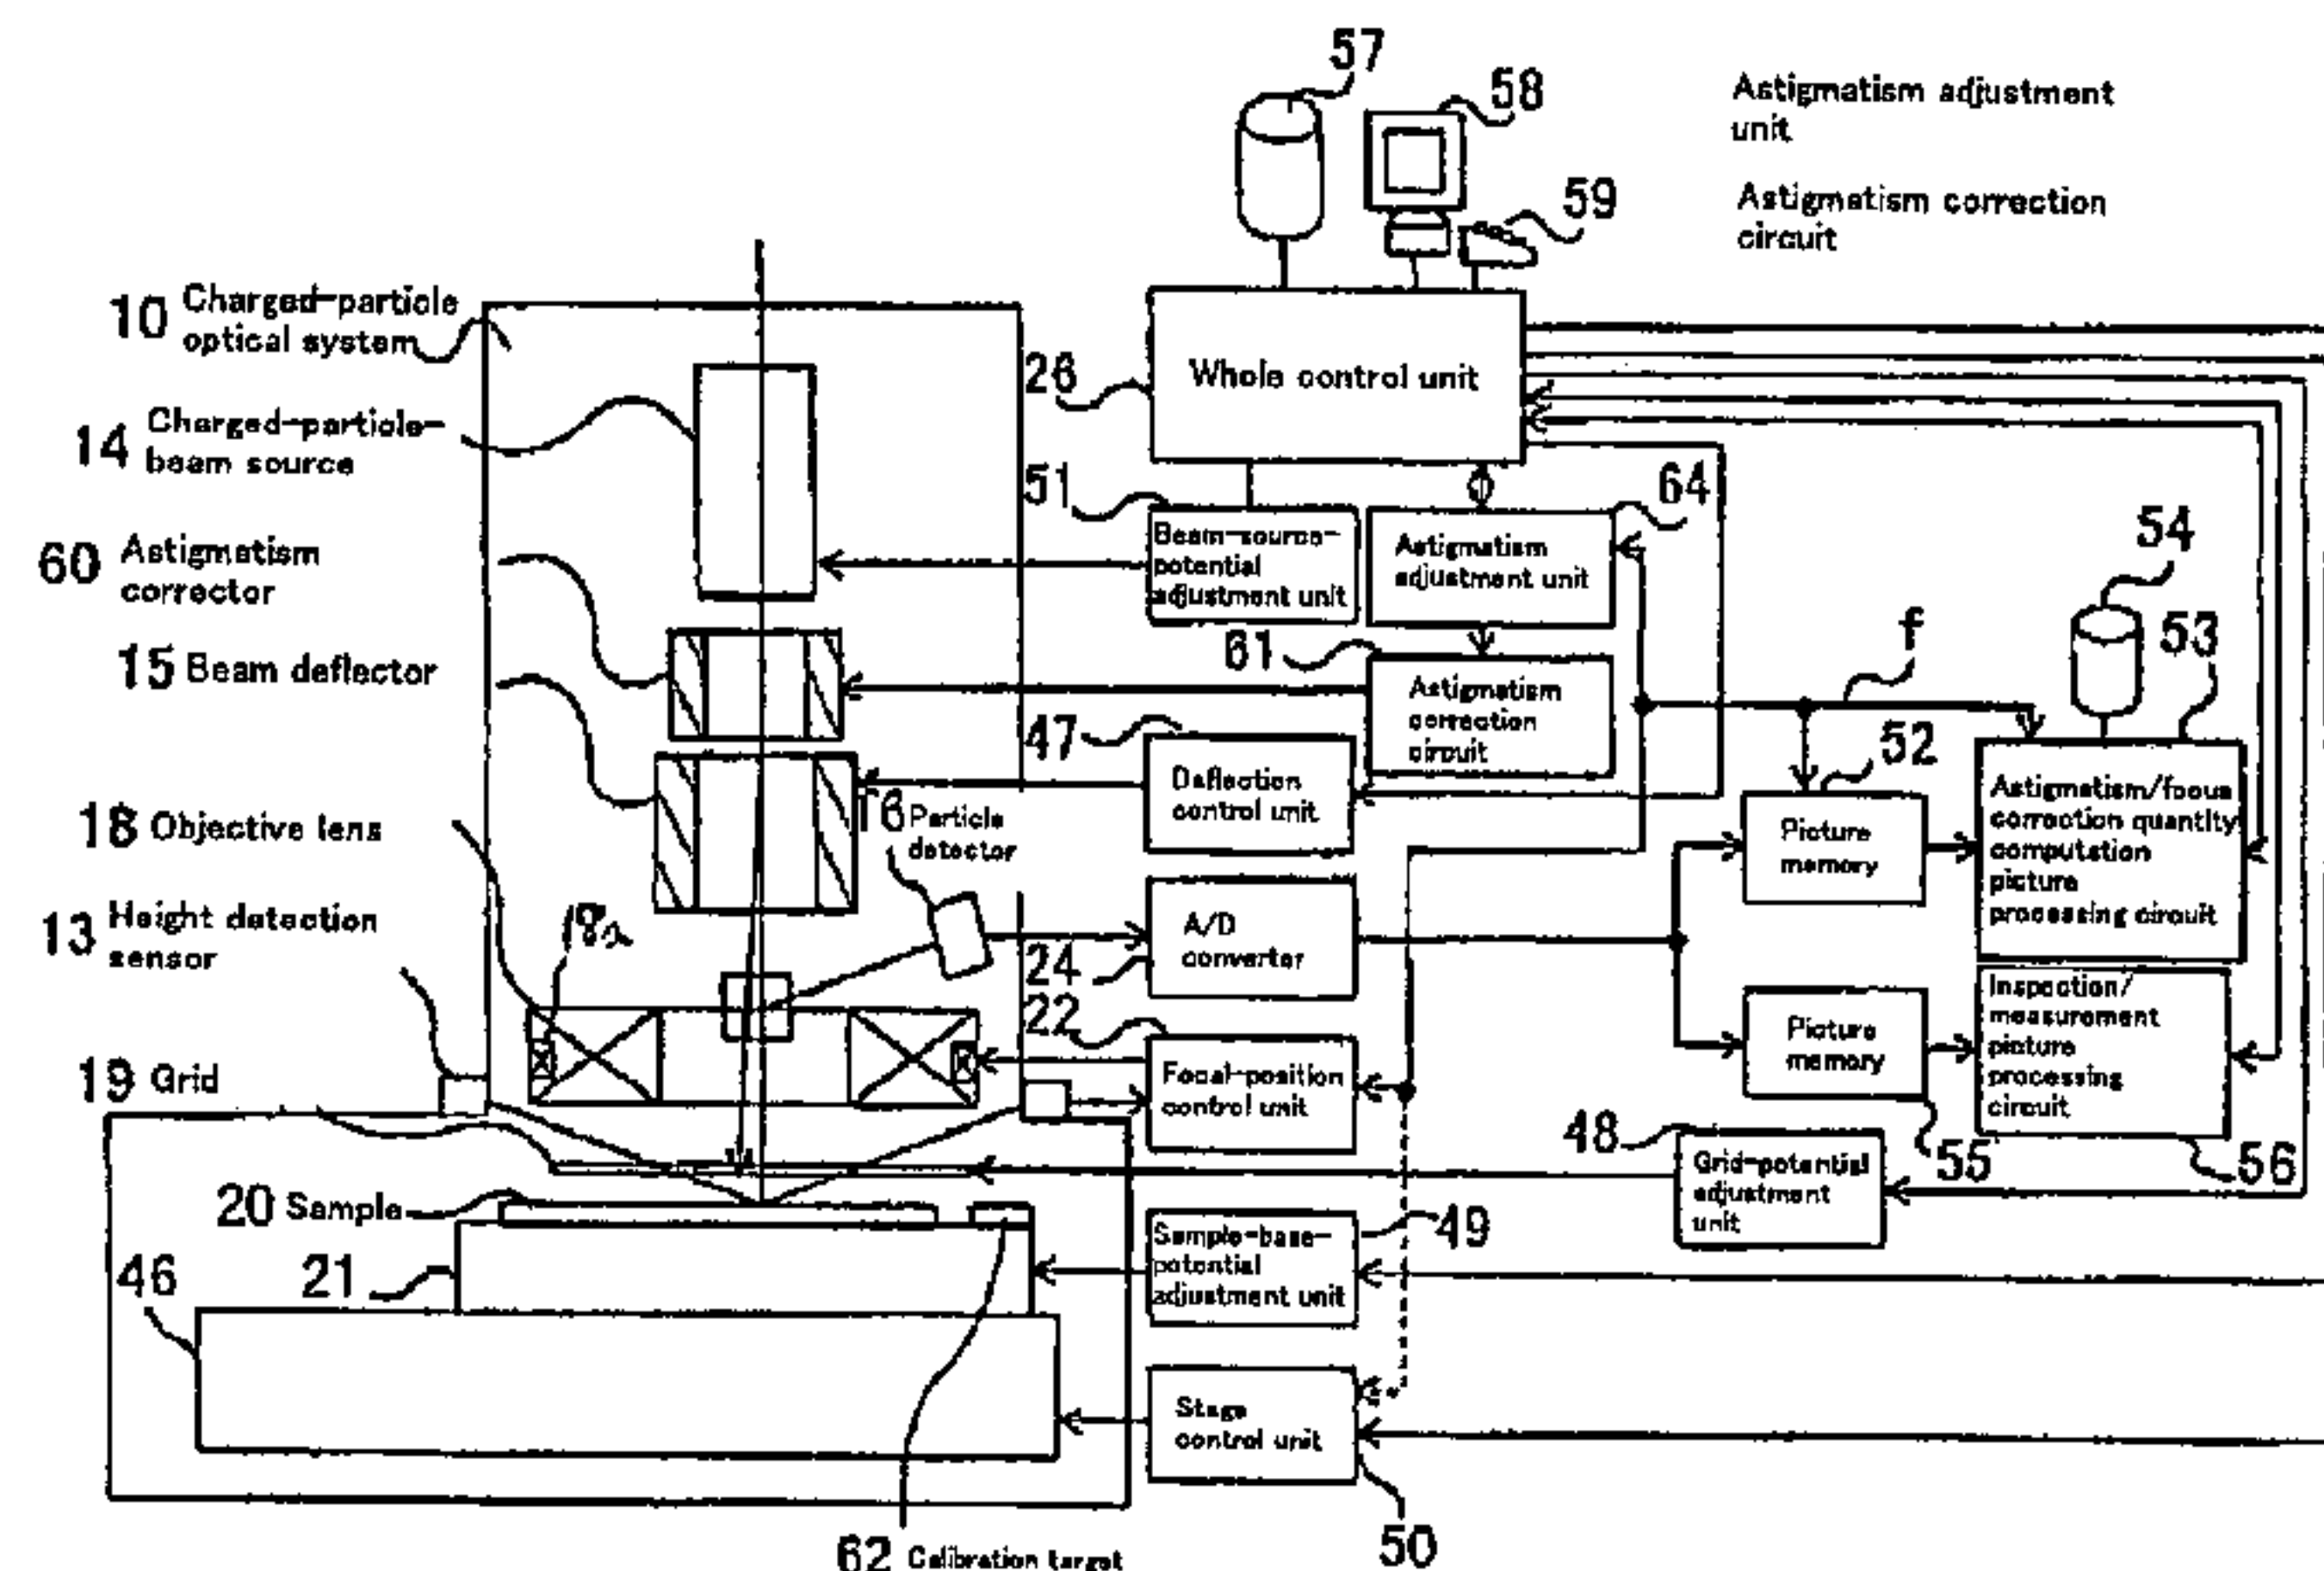 57
58
Astigmatism adjustment
unit
59
Astigmatism correction
circuit
10 Charged-particle
optical system
26
Whole control unit
14 Charged-particle-
beam source
51
64
Beam-source-
potential
adjustment unit
Astigmatism
adjustment unit
54
60 Astigmatism
corrector
61
f
53
15 Beam deflector
Astigmatism
correction
circuit
47
52
Deflection
control unit
16 Particle
detector
Picture
memory
Astigmatism/focus
correction quantity
computation
picture
processing circuit
18 Objective lens
13 Height detection
sensor
18a
A/D
converter
24
22
Picture
memory
Inspection/
measurement
picture
processing
circuit
19 Grid
Focal-position
control unit
48
55
56
Grid-potential
adjustment
unit
20 Sample
49
Sample-base-
potential
adjustment unit
46
21
Stage
control unit
62 Calibration target
50